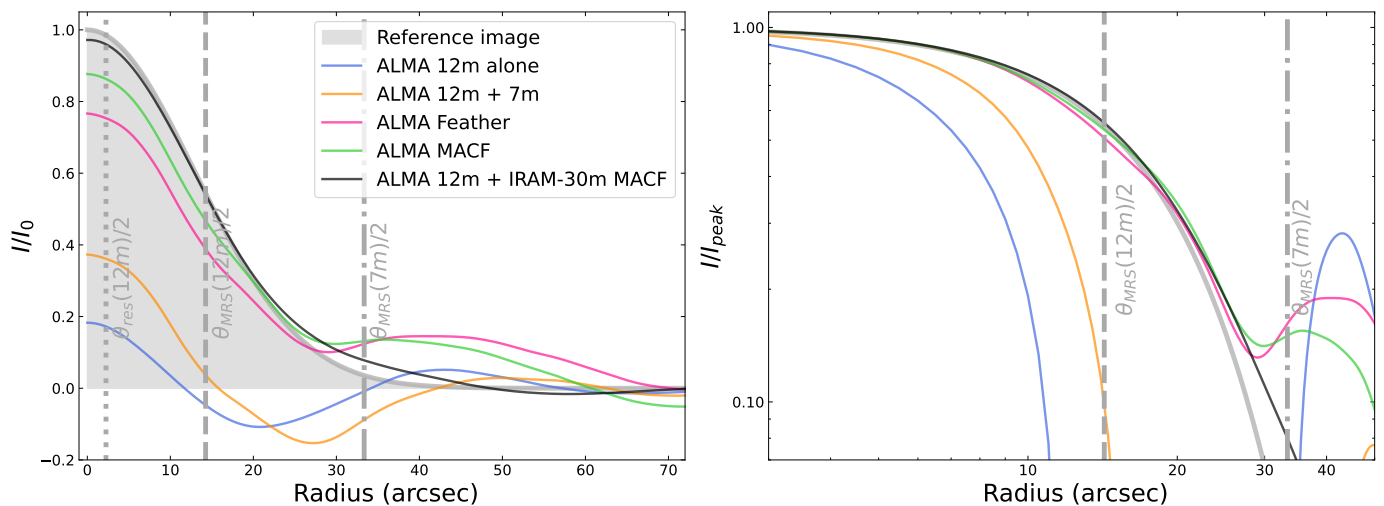 I/I₀
1.0
0.8
0.6
0.4
0.2
0.0
−0.2
0
10
20
30
40
50
60
70
Radius (arcsec)
Reference image
ALMA 12m alone
ALMA 12m + 7m
ALMA Feather
ALMA MACF
ALMA 12m + IRAM-30m MACF
θres(12m)/2
θMRS(12m)/2
θMRS(7m)/2
I/Ipeak
1.00
0.10
10
20
30
40
Radius (arcsec)
θMRS(12m)/2
θMRS(7m)/2